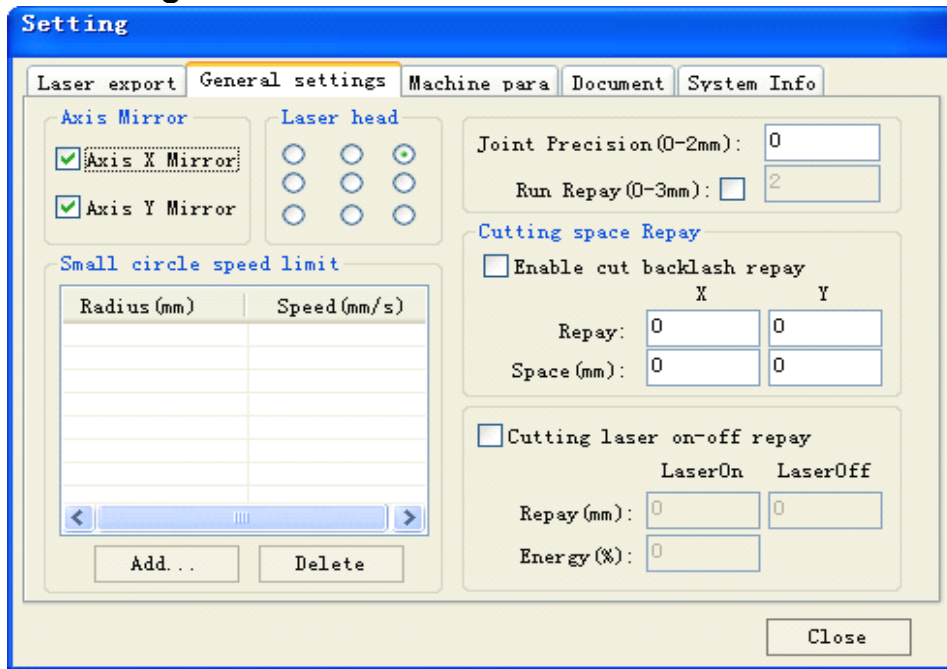 Setting
Laser export General settings Machine para Document System Info
Axis Mirror
Axis X Mirror
Axis Y Mirror
Laser head
Small circle speed limit
Radius(mm) Speed(mm/s)
Add... Delete
Joint Precision(0-2mm): 0
Run Repay(0-3mm): 2
Cutting space Repay
Enable cut backlash repay
X Y
Repay: 0 0
Space(mm): 0 0
Cutting laser on-off repay
LaserOn LaserOff
Repay(mm): 0 0
Energy(%): 0
Close